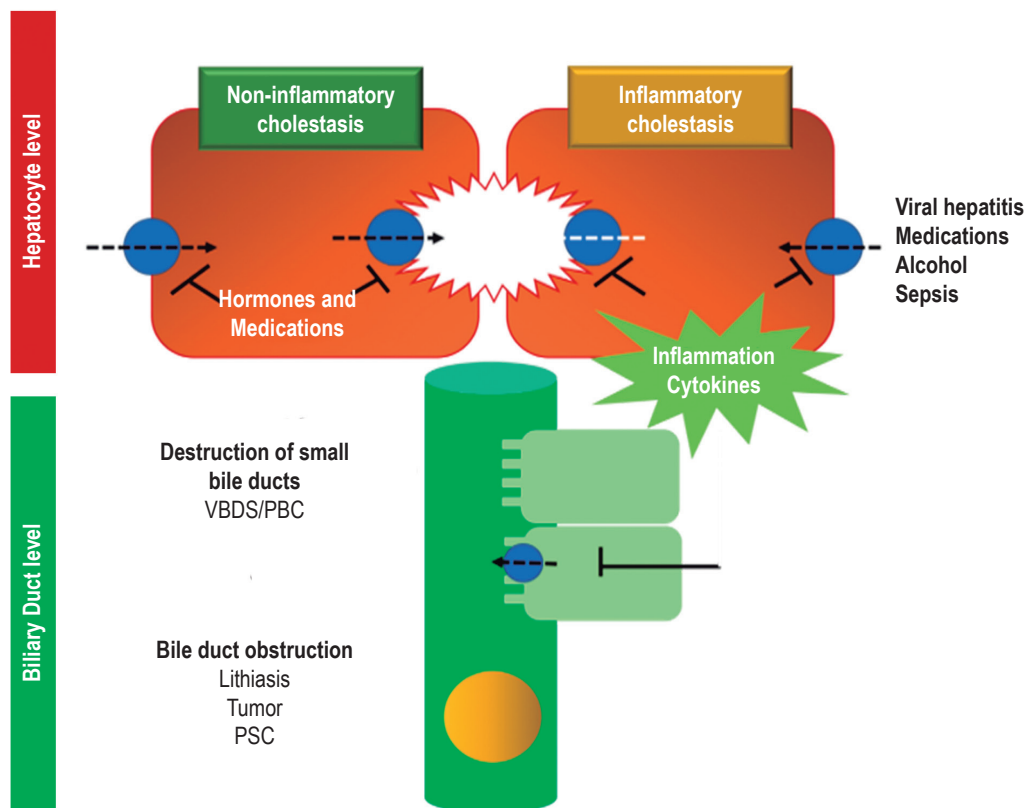 Hepatocyte level
Non-inflammatory
cholestasis
Inflammatory
cholestasis
Hormones and
Medications
Viral hepatitis
Medications
Alcohol
Sepsis
Inflammation
Cytokines
Biliary Duct level
Destruction of small
bile ducts
VBDS/PBC
Bile duct obstruction
Lithiasis
Tumor
PSC